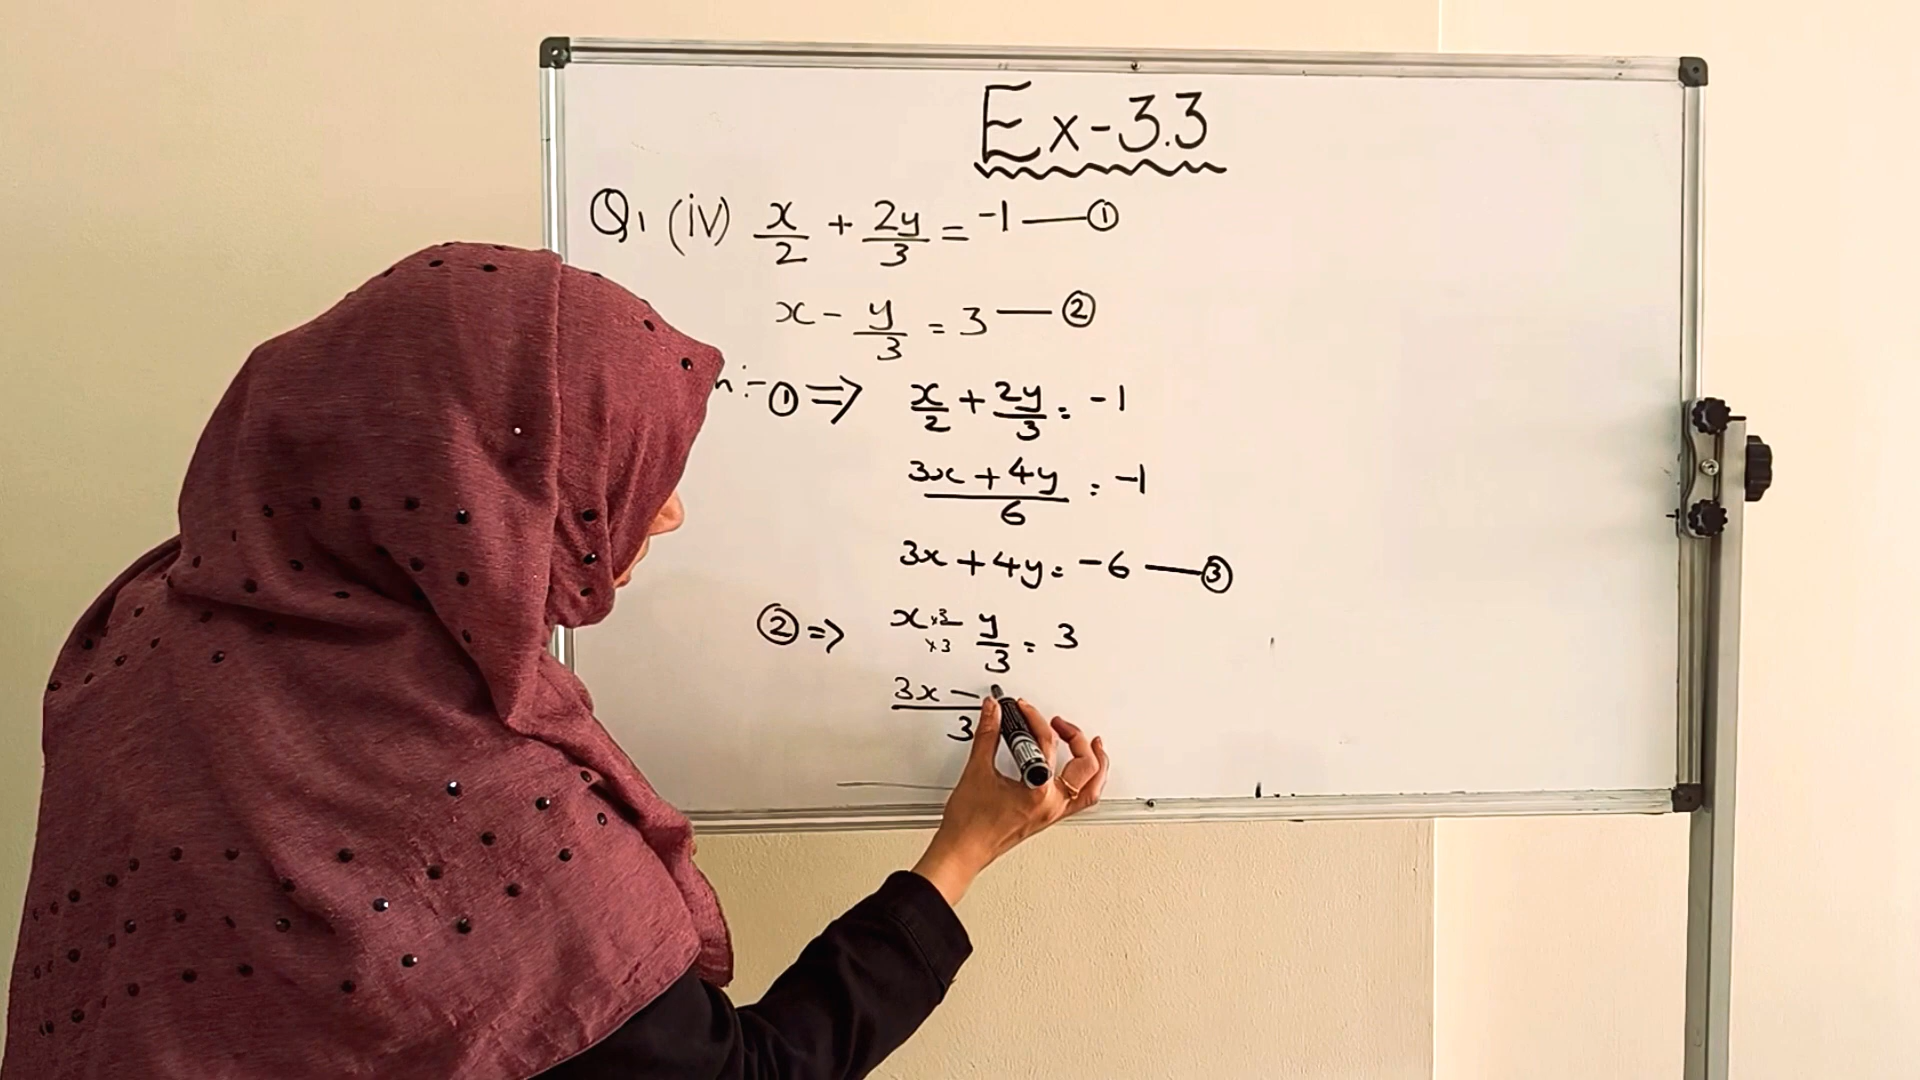 Ex-3.3
Q1 (iv) x/2 + 2y/3 = -1 — ①
x - y/3 = 3 — ②
n :- ① => x/2 + 2y/3 = -1
3x + 4y/6 = -1
3x + 4y = -6 — ③
② => x ×3/×3 - y/3 = 3
3x - /3